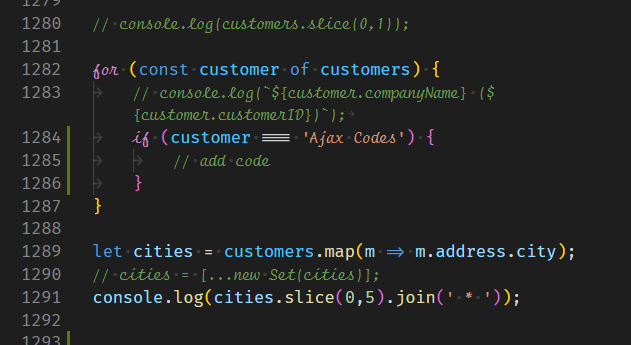 1279
1280 // console.log(customers.slice(0,1));
1281
1282 for (const customer of customers) {
1283 // console.log(`${customer.companyName} (${
{customer.customerID})`);
1284 if (customer === 'Ajax Codes') {
1285 // add code
1286 }
1287 }
1288
1289 let cities = customers.map(m => m.address.city);
1290 // cities = [...new Set(cities)];
1291 console.log(cities.slice(0,5).join(' * '));
1292
1293